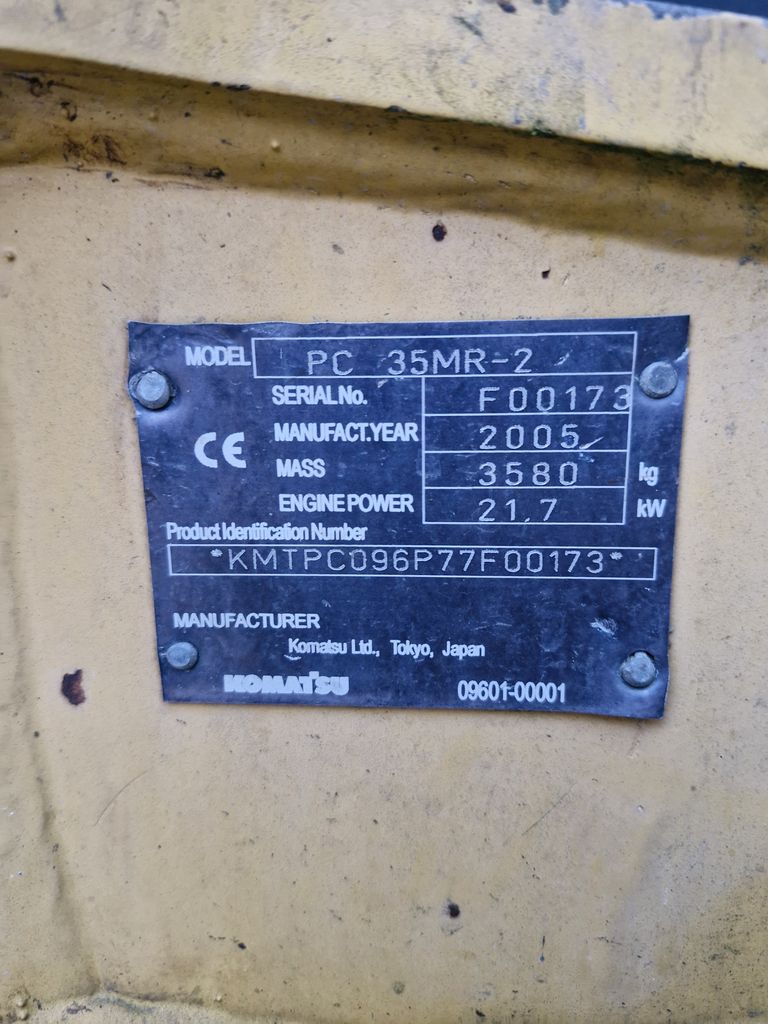 MODEL PC 35MR-2
SERIAL No. F00173
MANUFACT.YEAR 2005
CE
MASS 3580 kg
ENGINE POWER 21.7 kW
Product Identification Number
*KMTPC096P77F00173*
MANUFACTURER
Komatsu Ltd., Tokyo, Japan
KOMATSU 09601-00001